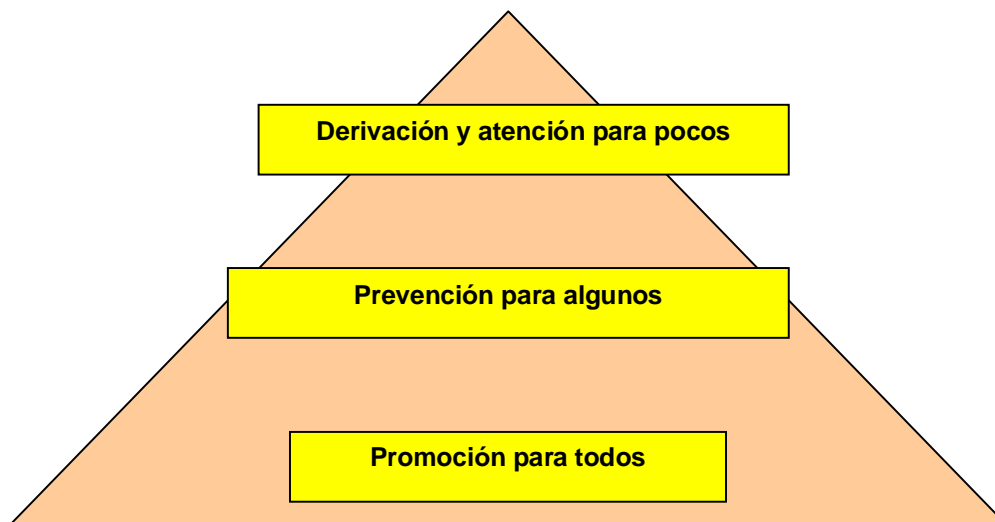 Derivación y atención para pocos
Prevención para algunos
Promoción para todos